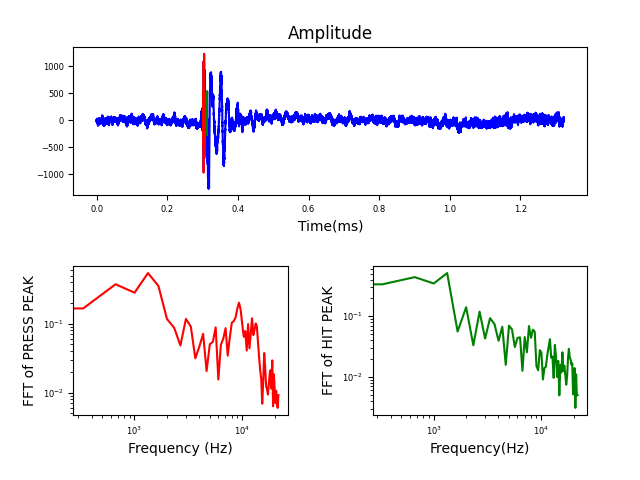 Amplitude
1000
500
0
−500
−1000
0.0 0.2 0.4 0.6 0.8 1.0 1.2
Time(ms)
FFT of PRESS PEAK
10⁻¹
10⁻²
10³ 10⁴
Frequency (Hz)
FFT of HIT PEAK
10⁻¹
10⁻²
10³ 10⁴
Frequency(Hz)